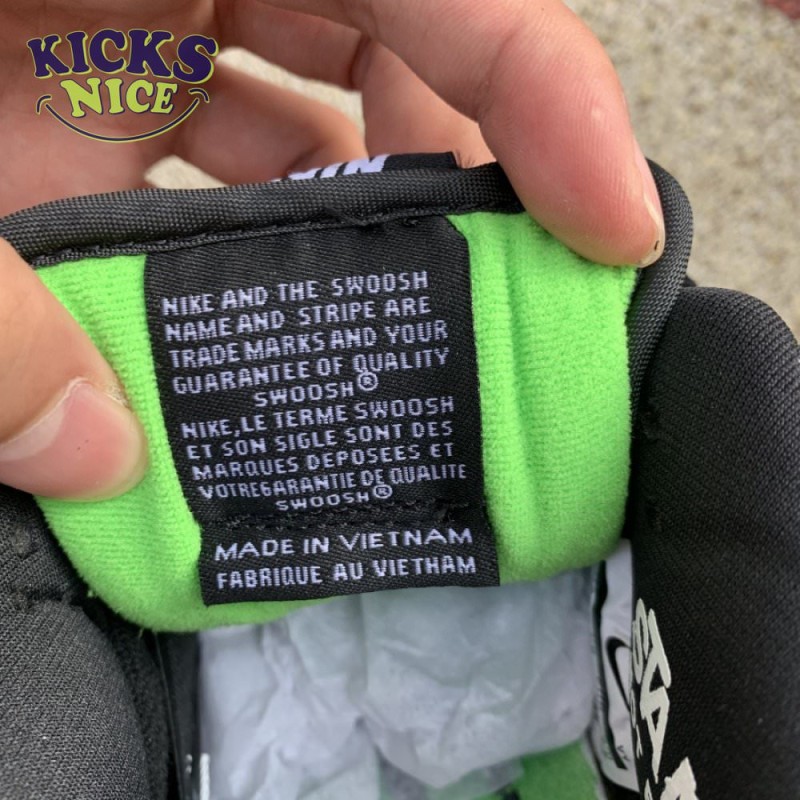 KICKS
NICE
NIKE AND THE SWOOSH
NAME AND STRIPE ARE
TRADE MARKS AND YOUR
GUARANTEE OF QUALITY
SWOOSH®
NIKE,LE TERME SWOOSH
ET SON SIGLE SONT DES
MARQUES DEPOSEES ET
VOTREGARANTIE DE QUALITE
SWOOSH®
MADE IN VIETNAM
FABRIQUE AU VIETHAM